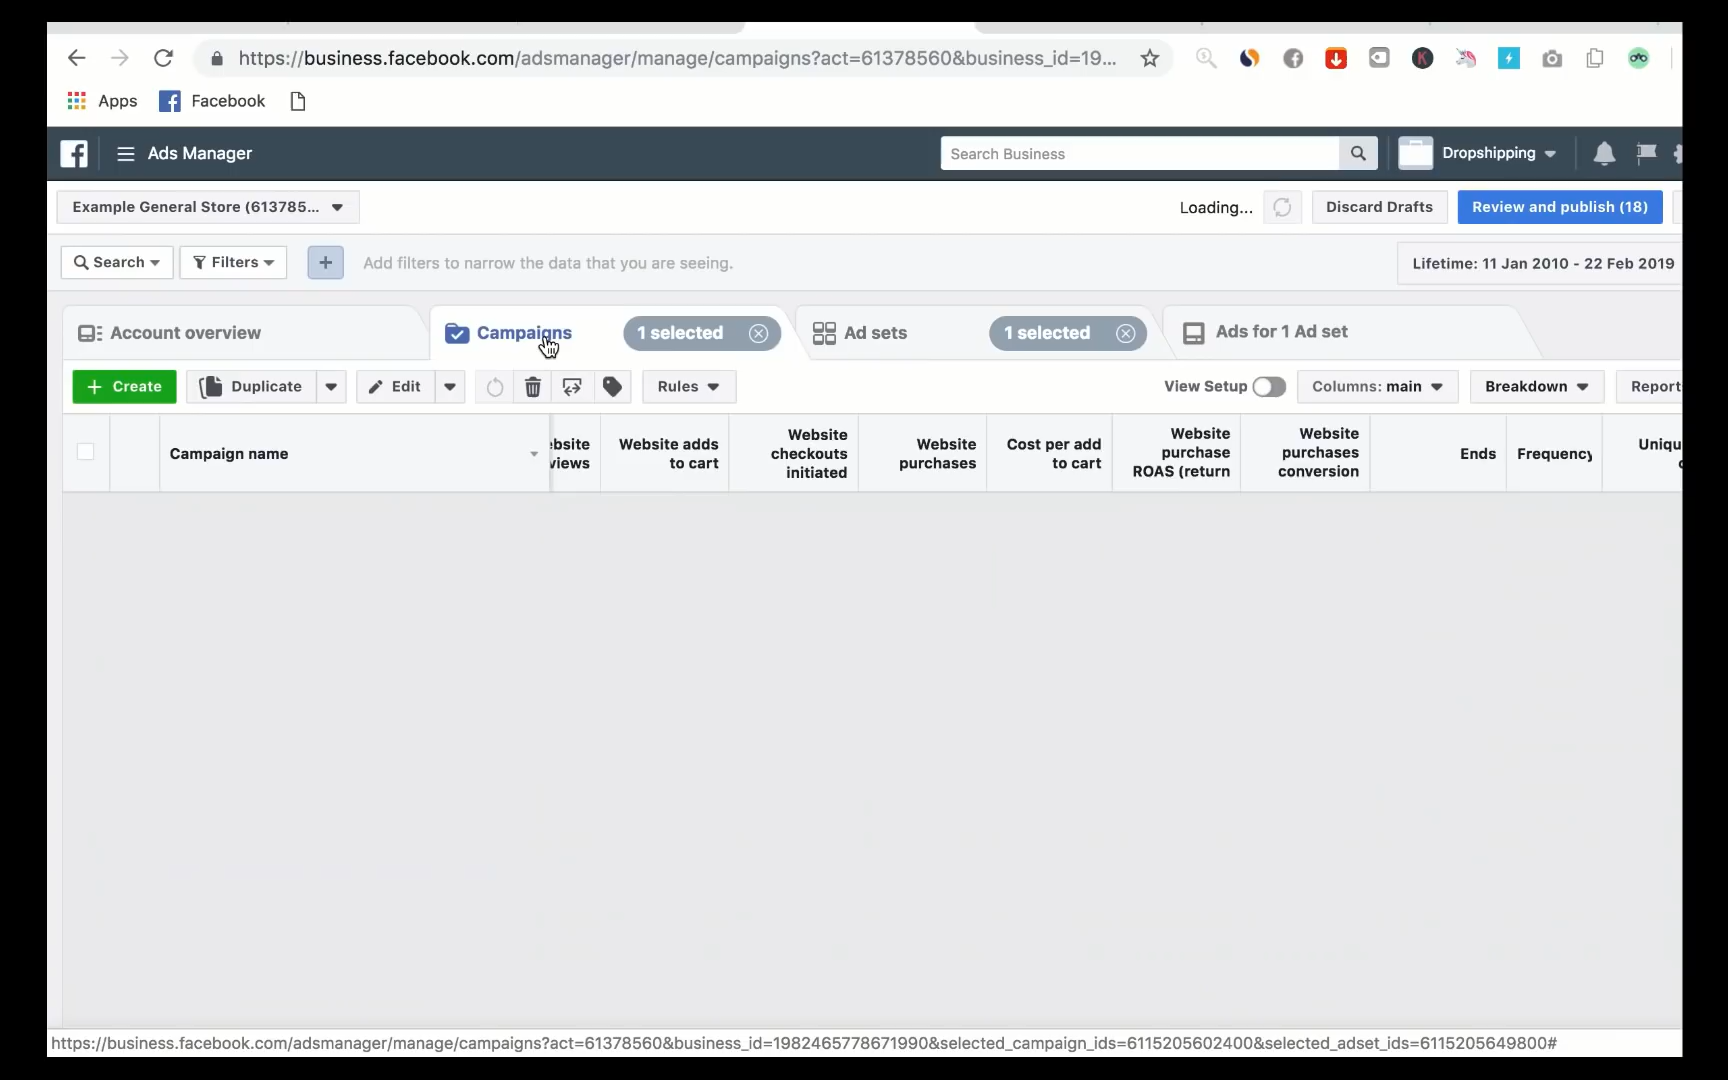 https://business.facebook.com/adsmanager/manage/campaigns?act=61378560&business_id=19...
Apps Facebook
Ads Manager Search Business Dropshipping
Example General Store (613785... Loading... Discard Drafts Review and publish (18)
Search Filters + Add filters to narrow the data that you are seeing. Lifetime: 11 Jan 2010 - 22 Feb 2019
Account overview Campaigns 1 selected Ad sets 1 selected Ads for 1 Ad set
+ Create Duplicate Edit Rules View Setup Columns: main Breakdown Report
Campaign name
ebsite
views
Website adds
to cart
Website
checkouts
initiated
Website
purchases
Cost per add
to cart
Website
purchase
ROAS (return
Website
purchases
conversion
Ends
Frequency
Uniqu
https://business.facebook.com/adsmanager/manage/campaigns?act=61378560&business_id=1982465778671990&selected_campaign_ids=6115205602400&selected_adset_ids=6115205649800#